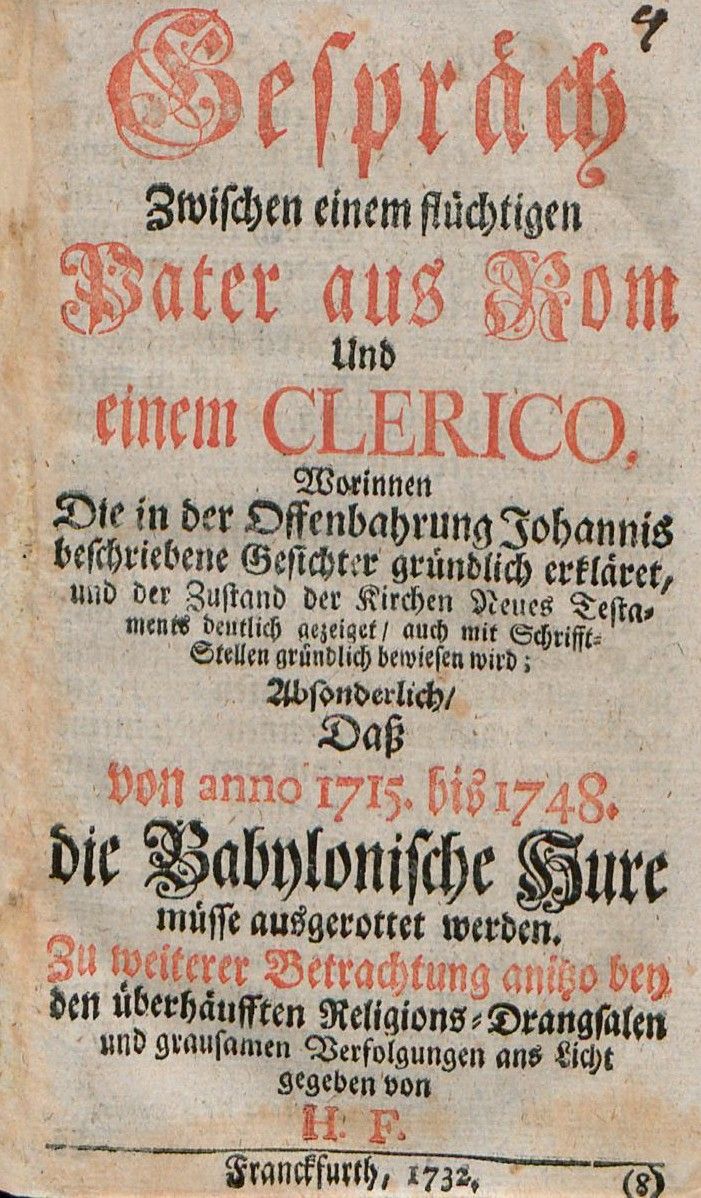 4
Gespräch
Zwischen einem flüchtigen
Pater aus Rom
Und
einem CLERICO.
Worinnen
Die in der Offenbahrung Johannis
beschriebene Gesichter gründlich erkläret/
und der Zustand der Kirchen Neues Testa-
ments deutlich gezeiget/ auch mit Schrifft-
Stellen gründlich bewiesen wird;
Absonderlich/
Daß
von anno 1715. bis 1748.
die Babylonische Hure
müsse ausgerottet werden.
Zu weiterer Betrachtung anitzo bey
den überhäufften Religions-Drangsalen
und grausamen Verfolgungen ans Licht
gegeben von
H. F.
Franckfurth, 1732. (8)